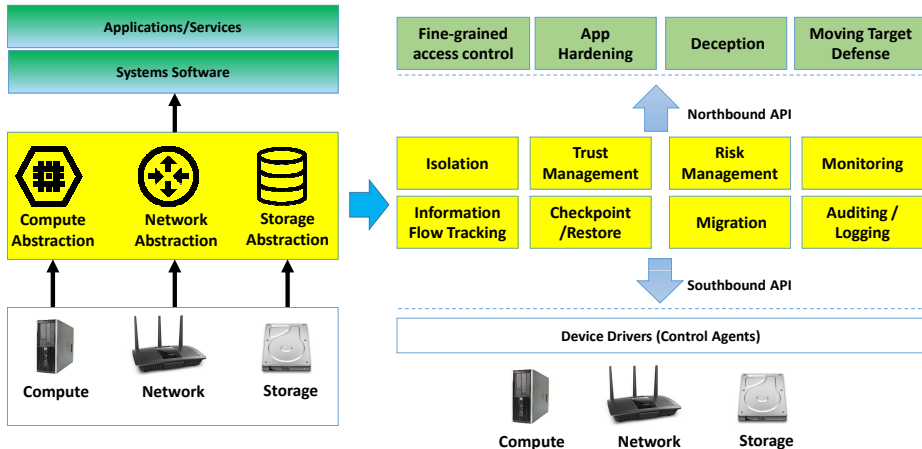 Applications/Services
Systems Software
Compute
Abstraction
Network
Abstraction
Storage
Abstraction
Compute
Network
Storage
Fine-grained
access control
App
Hardening
Deception
Moving Target
Defense
Northbound API
Isolation
Trust
Management
Risk
Management
Monitoring
Information
Flow Tracking
Checkpoint
/Restore
Migration
Auditing /
Logging
Southbound API
Device Drivers (Control Agents)
Compute
Network
Storage